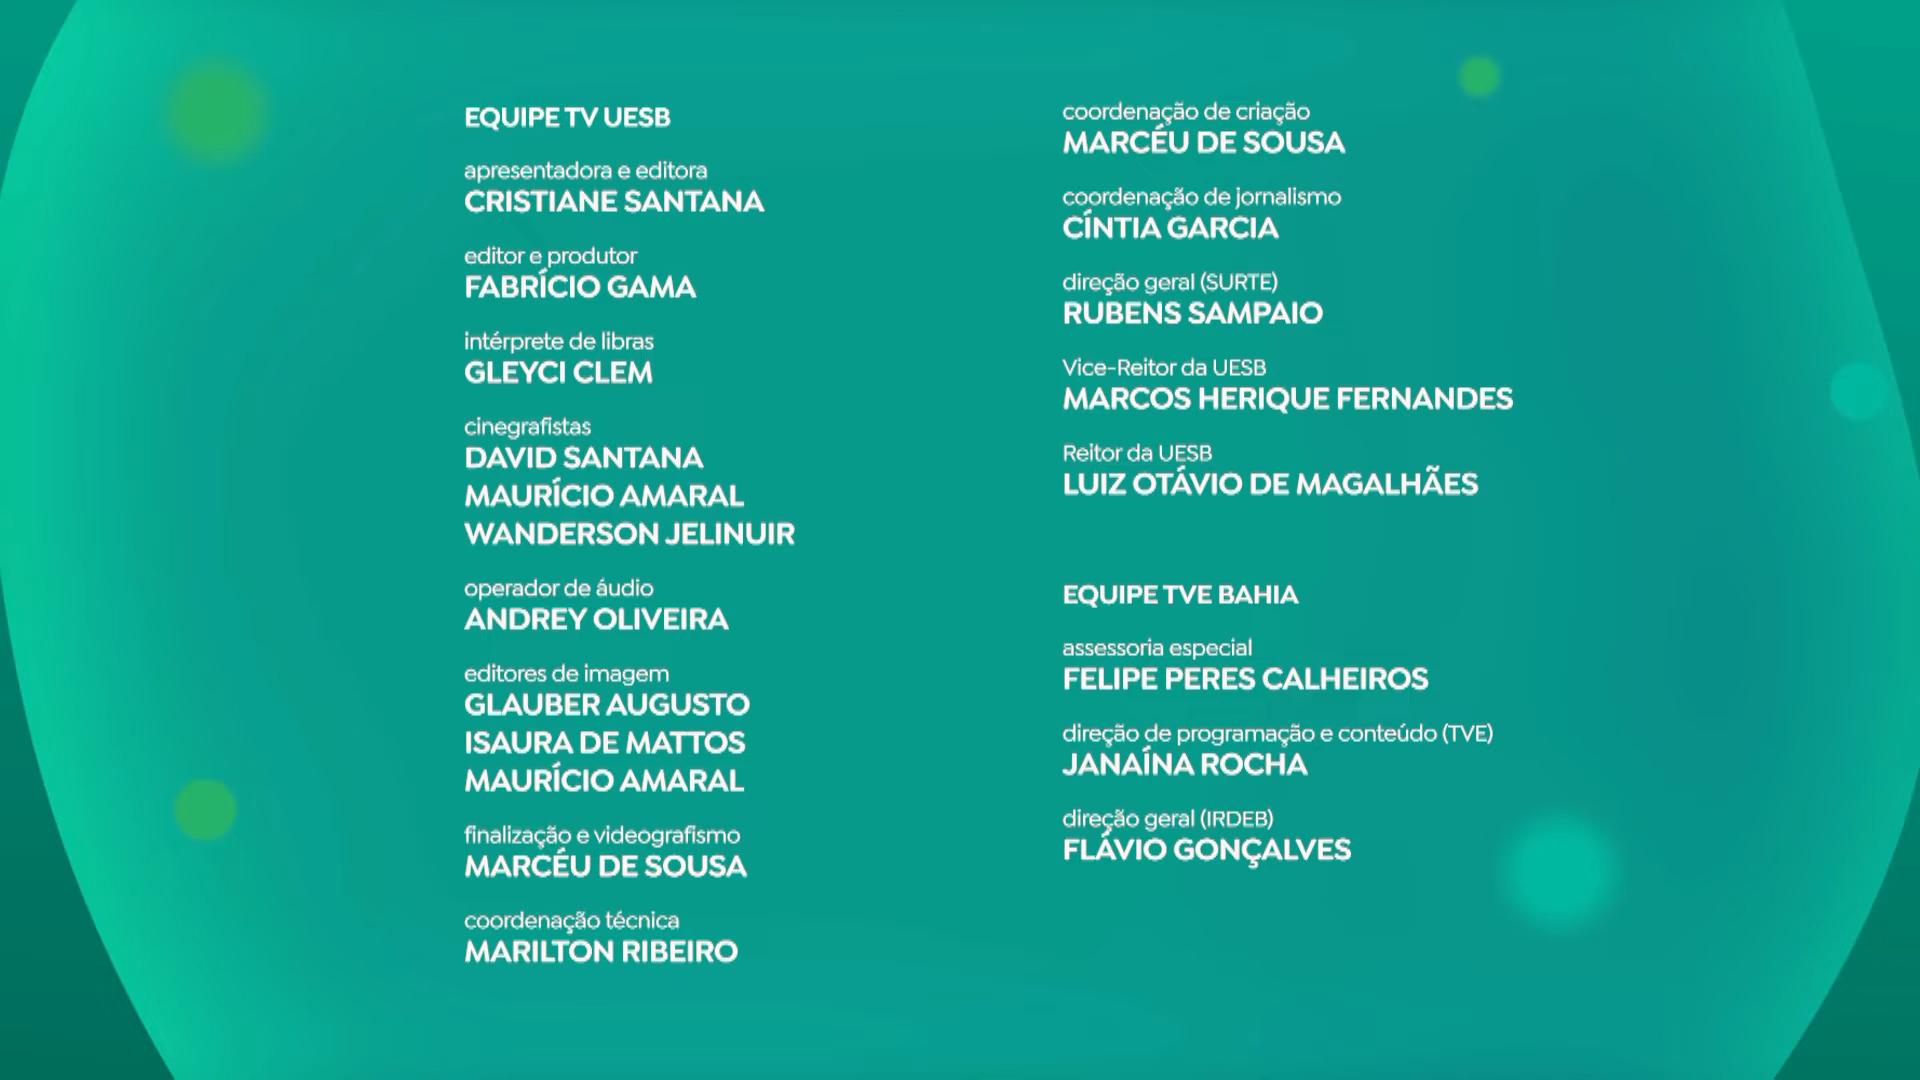 EQUIPE TV UESB
apresentadora e editora
CRISTIANE SANTANA
editor e produtor
FABRÍCIO GAMA
intérprete de libras
GLEYCI CLEM
cinegrafistas
DAVID SANTANA
MAURÍCIO AMARAL
WANDERSON JELINUIR
operador de áudio
ANDREY OLIVEIRA
editores de imagem
GLAUBER AUGUSTO
ISAURA DE MATTOS
MAURÍCIO AMARAL
finalização e videografismo
MARCÉU DE SOUSA
coordenação técnica
MARILTON RIBEIRO
coordenação de criação
MARCÉU DE SOUSA
coordenação de jornalismo
CÍNTIA GARCIA
direção geral (SURTE)
RUBENS SAMPAIO
Vice-Reitor da UESB
MARCOS HERIQUE FERNANDES
Reitor da UESB
LUIZ OTÁVIO DE MAGALHÃES
EQUIPE TVE BAHIA
assessoria especial
FELIPE PERES CALHEIROS
direção de programação e conteúdo (TVE)
JANAÍNA ROCHA
direção geral (IRDEB)
FLÁVIO GONÇALVES